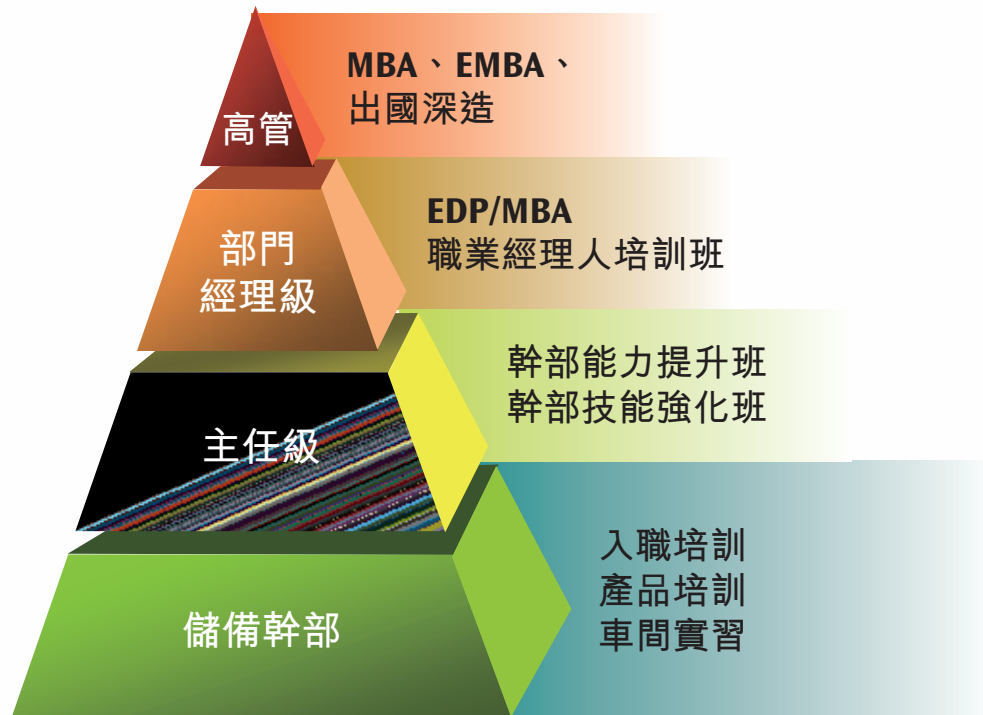 高管
MBA、EMBA、
出國深造
部門
經理級
EDP/MBA
職業經理人培訓班
主任級
幹部能力提升班
幹部技能強化班
儲備幹部
入職培訓
產品培訓
車間實習